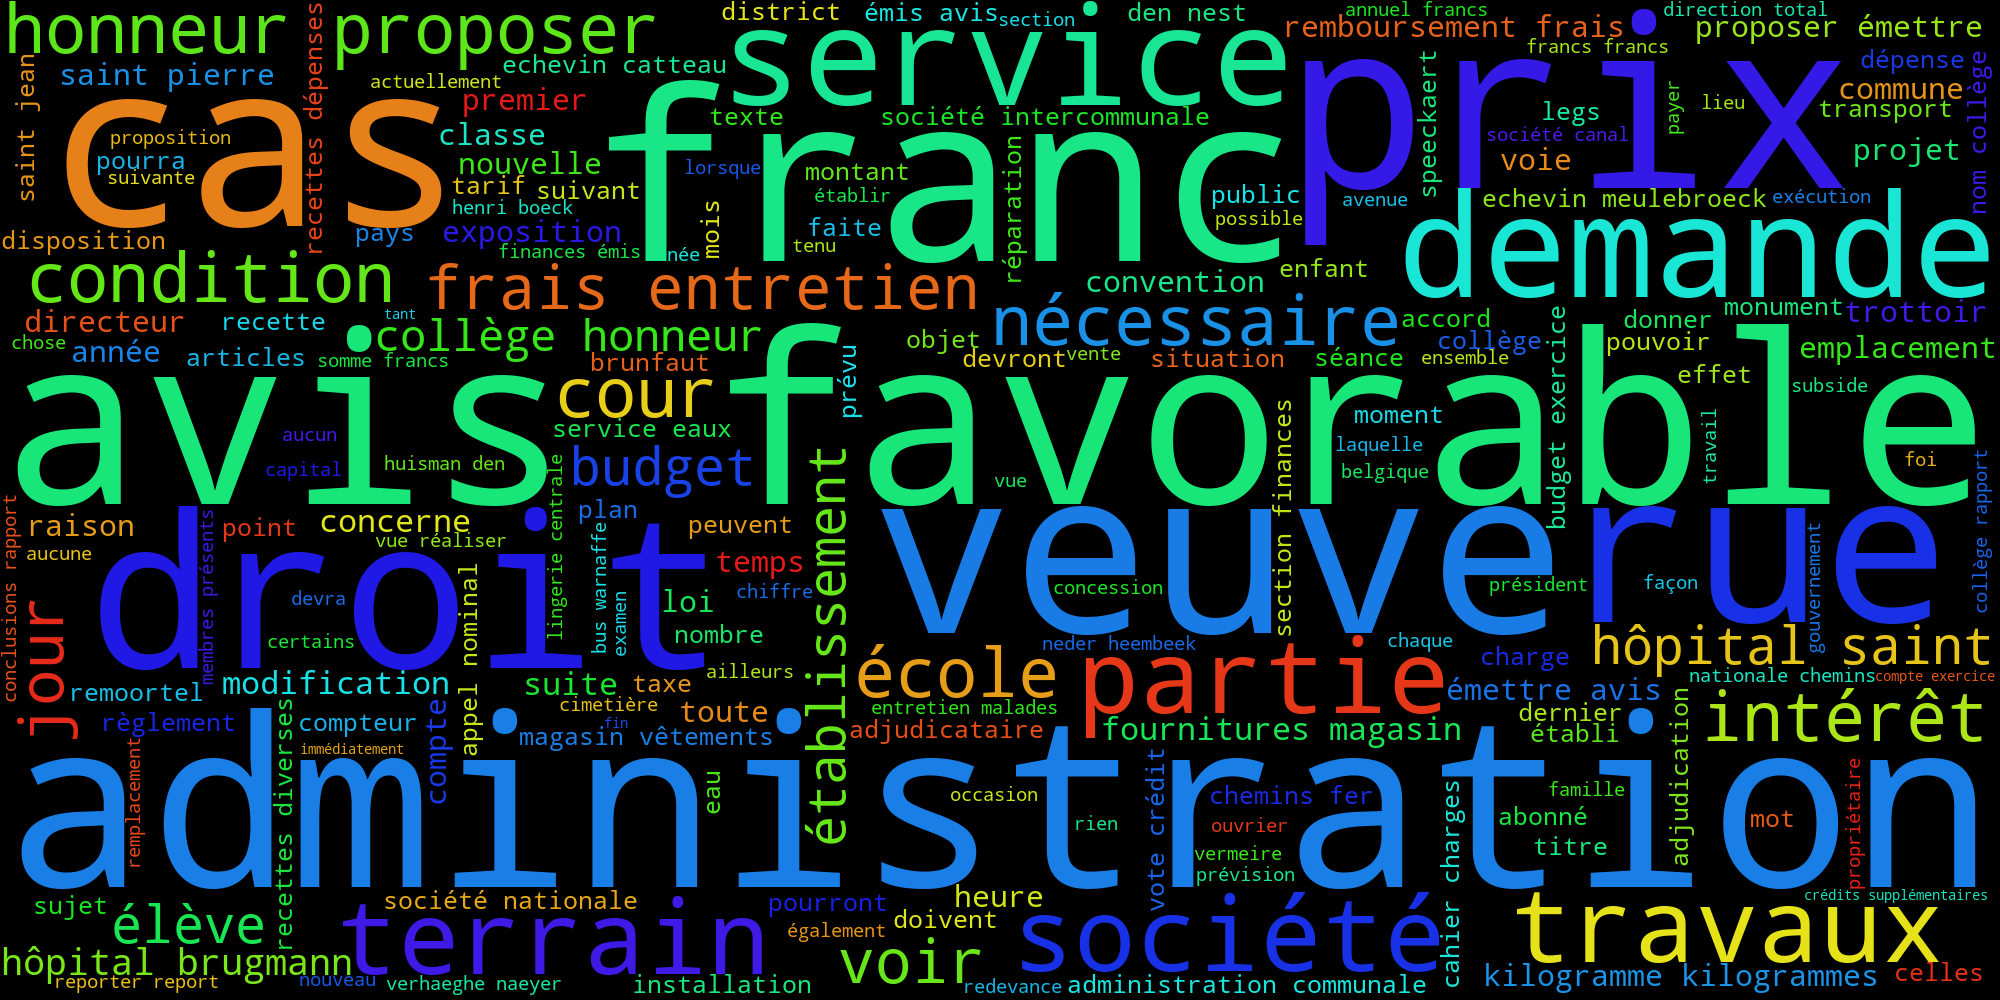 honneur
proposer
district
émis avis
section
den nest
annuel francs
direction total
remboursement frais
proposer émettre
service
francs francs
saint jean
saint pierre
recettes dépenses
actuellement
echevin catteau
prix
speeckaert
dépense
nom collège
cas
premier
franc
texte
société intercommunale
legs
payer
lieu
commune
transport
proposition
classe
société canal
pourra
nouvelle
lorsque
montant
réparation
voie
projet
suivante
tarif
suivant
établir
public
avenue
echevin meulebroeck
exécution
henri boeck
mois
possible
demande
disposition
pays
exposition
faite
tenu
finances émis
née
condition
frais entretien
convention
enfant
directeur
recette
tant
collège honneur
nécessaire
accord
donner
monument
trottoir
chose
année
articles
somme francs
brunfaut
prévu
objet
devront
vente
situation
séance
collège
ensemble
budget exercice
pouvoir
emplacement
avis
cour
favorable
effet
subside
aucun
service eaux
moment
travail
capital
huisman den
lingerie centrale
budget
établissement
vue
section finances
laquelle
belgique
foi
collège rapport
conclusions rapport
raison
membres présents
point
concerne
plan
peuvent
veuve
rue
aucune
droit
vue réaliser
bus warnaffe
temps
gouvernement
jour
devra
appel nominal
examen
loi
chiffre
concession
président
façon
certains
nombre
neder heembeek
chaque
charge
hôpital saint
remoortel
modification
suite
taxe
ailleurs
école
partie
émettre avis
nationale chemins
compte exercice
règlement
compteur
compte
cimetière
toute
entretien malades
dernier
adjudication
intérêt
recettes diverses
immédiatement
fin
magasin vêtements
adjudicataire
fournitures magasin
établi
remplacement
administration
eau
occasion
vote crédit
chemins fer
cahier charges
famille
propriétaire
rien
ouvrier
abonné
mot
vermeire
titre
prévision
sujet
élève
société nationale
pourront
heure
société
travaux
crédits supplémentaires
terrain
également
doivent
hôpital brugmann
voir
reporter report
nouveau
verhaeghe naeyer
installation
redevance
administration communale
kilogramme kilogrammes
celles